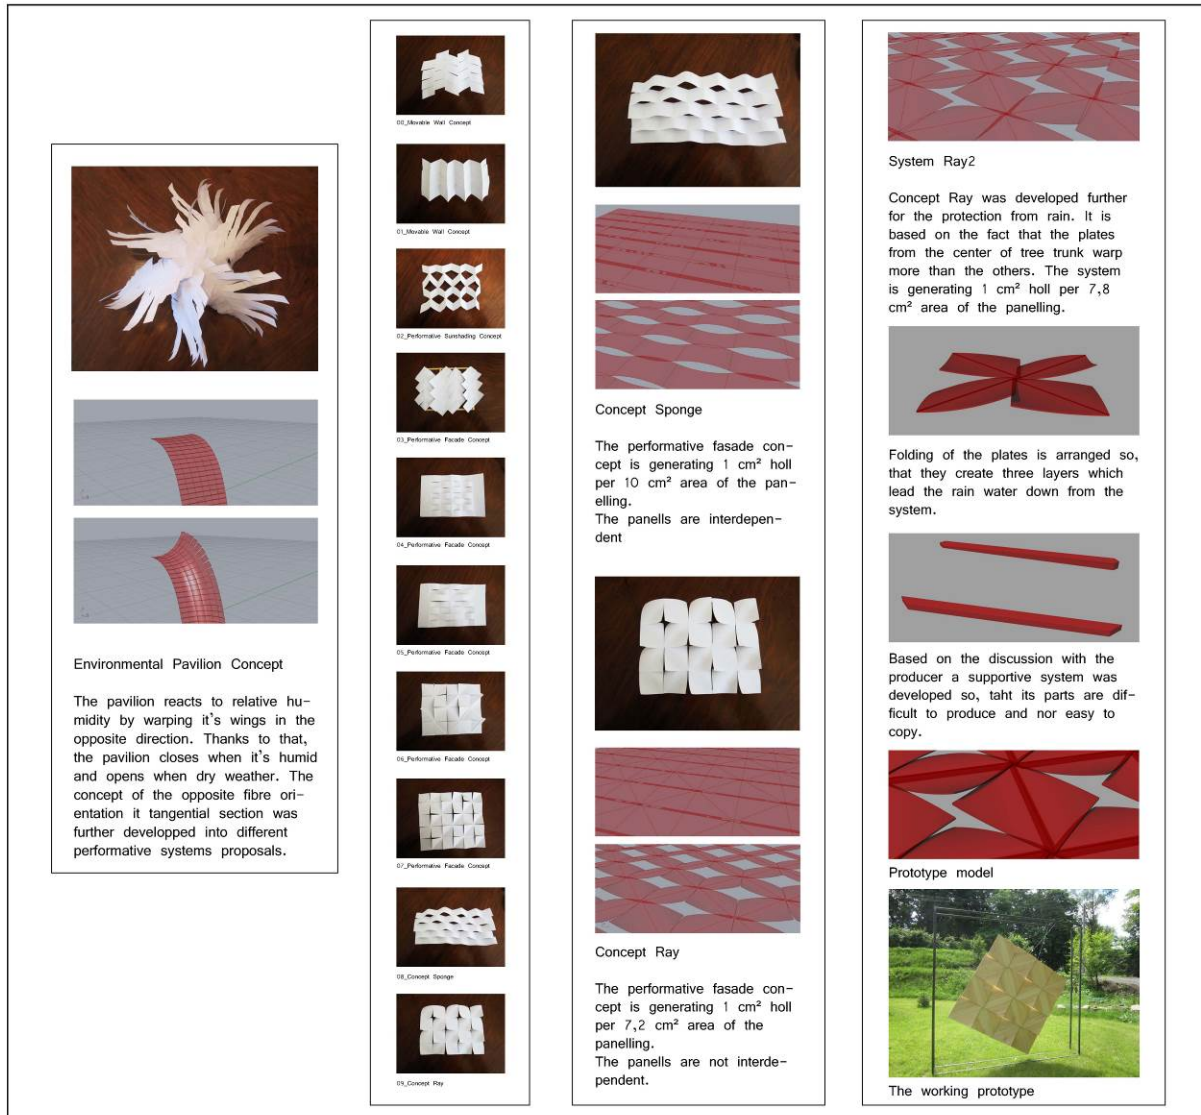 Environmental Pavilion Concept
The pavilion reacts to relative hu-
midity by warping it's wings in the
opposite direction. Thanks to that,
the pavilion closes when it's humid
and opens when dry weather. The
concept of the opposite fibre ori-
entation it tangential section was
further developped into different
performative systems proposals.
00_Movable Wall Concept
01_Movable Wall Concept
02_Performative Sunshading Concept
03_Performative Facade Concept
04_Performative Facade Concept
05_Performative Facade Concept
06_Performative Facade Concept
07_Performative Facade Concept
08_Concept Sponge
09_Concept Ray
Concept Sponge
The performative fasade con-
cept is generating 1 cm² holl
per 10 cm² area of the pan-
elling.
The panells are interdepen-
dent
Concept Ray
The performative fasade con-
cept is generating 1 cm² holl
per 7,2 cm² area of the
panelling.
The panells are not interde-
pendent.
System Ray2
Concept Ray was developed further
for the protection from rain. It is
based on the fact that the plates
from the center of tree trunk warp
more than the others. The system
is generating 1 cm² holl per 7,8
cm² area of the panelling.
Folding of the plates is arranged so,
that they create three layers which
lead the rain water down from the
system.
Based on the discussion with the
producer a supportive system was
developed so, taht its parts are dif-
ficult to produce and nor easy to
copy.
Prototype model
The working prototype